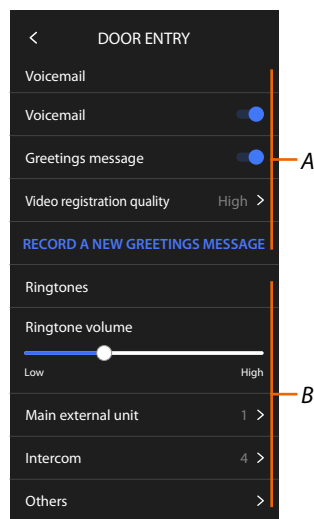 DOOR ENTRY
Voicemail
Voicemail
Greetings message
A
Video registration quality High
RECORD A NEW GREETINGS MESSAGE
Ringtones
Ringtone volume
Low High
B
Main external unit 1
Intercom 4
Others